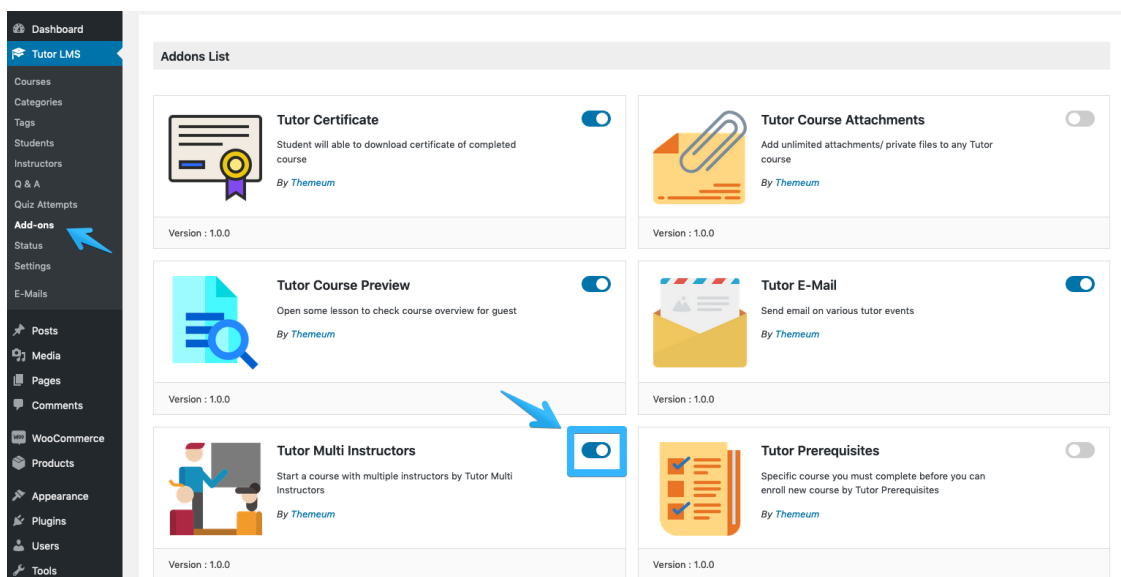 Dashboard
Tutor LMS
Courses
Categories
Tags
Students
Instructors
Q & A
Quiz Attempts
Add-ons
Status
Settings
E-Mails
Posts
Media
Pages
Comments
WooCommerce
Products
Appearance
Plugins
Users
Tools
Addons List
Tutor Certificate
Student will able to download certificate of completed
course
By Themeum
Version : 1.0.0
Tutor Course Attachments
Add unlimited attachments/ private files to any Tutor
course
By Themeum
Version : 1.0.0
Tutor Course Preview
Open some lesson to check course overview for guest
By Themeum
Version : 1.0.0
Tutor E-Mail
Send email on various tutor events
By Themeum
Version : 1.0.0
Tutor Multi Instructors
Start a course with multiple instructors by Tutor Multi
Instructors
By Themeum
Version : 1.0.0
Tutor Prerequisites
Specific course you must complete before you can
enroll new course by Tutor Prerequisites
By Themeum
Version : 1.0.0